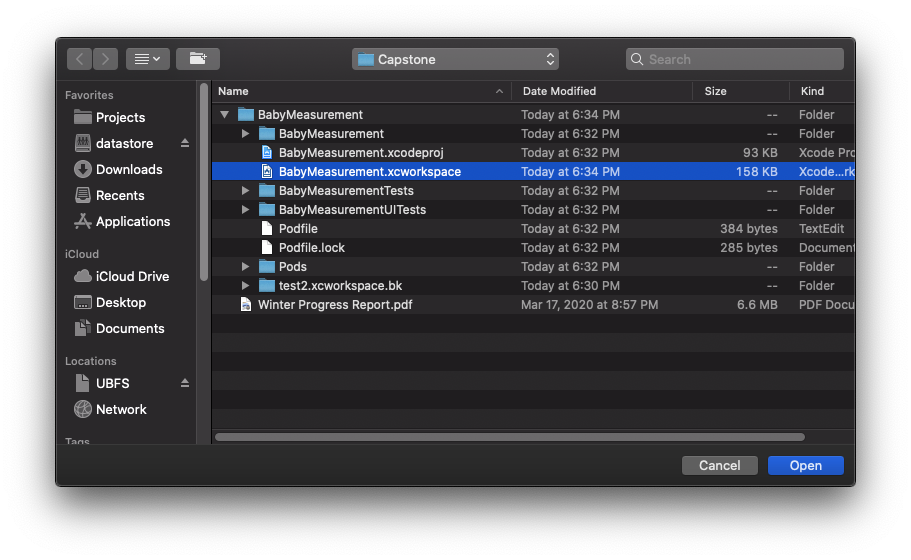 Capstone
Search
Favorites
Projects
datastore
Downloads
Recents
Applications
iCloud
iCloud Drive
Desktop
Documents
Locations
UBFS
Network
Tags
Name Date Modified Size Kind
BabyMeasurement Today at 6:34 PM -- Folder
BabyMeasurement Today at 6:32 PM -- Folder
BabyMeasurement.xcodeproj Today at 6:32 PM 93 KB Xcode Pro
BabyMeasurement.xcworkspace Today at 6:34 PM 158 KB Xcode...rk
BabyMeasurementTests Today at 6:32 PM -- Folder
BabyMeasurementUITests Today at 6:32 PM -- Folder
Podfile Today at 6:32 PM 384 bytes TextEdit
Podfile.lock Today at 6:32 PM 285 bytes Document
Pods Today at 6:32 PM -- Folder
test2.xcworkspace.bk Today at 6:30 PM -- Folder
Winter Progress Report.pdf Mar 17, 2020 at 8:57 PM 6.6 MB PDF Docu
Cancel Open